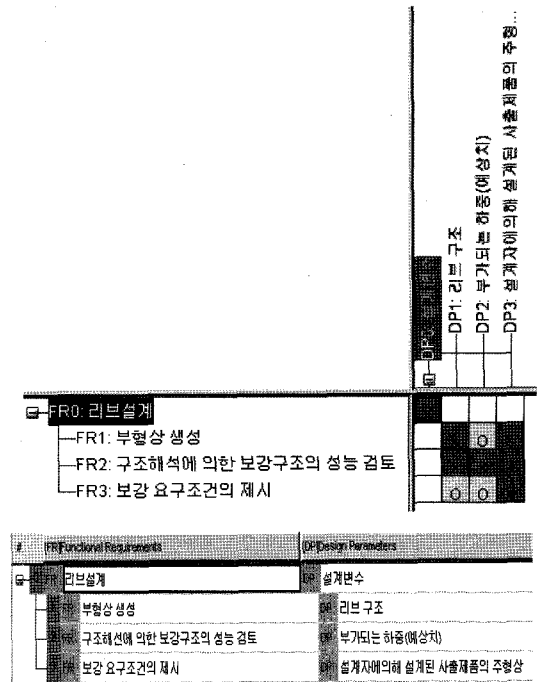 DP1: 리브 구조
DP2: 부가되는 하중(예상치)
DP3: 설계자에의해 설계된 사출제품의 주형...
FR0: 리브설계
FR1: 부형상 생성
FR2: 구조해석에 의한 보강구조의 성능 검토
FR3: 보강 요구조건의 제시
O
O O
# [FR]Functional Requirements [DP]Design Parameters
FR 리브설계 DP 설계변수
FR 부형상 생성 DP 리브 구조
FR 구조해선에 의한 보강구조의 성능 검토 DP 부가되는 하중(예상치)
FR 보강 요구조건의 제시 DP 설계자에의해 설계된 사출제품의 주형상